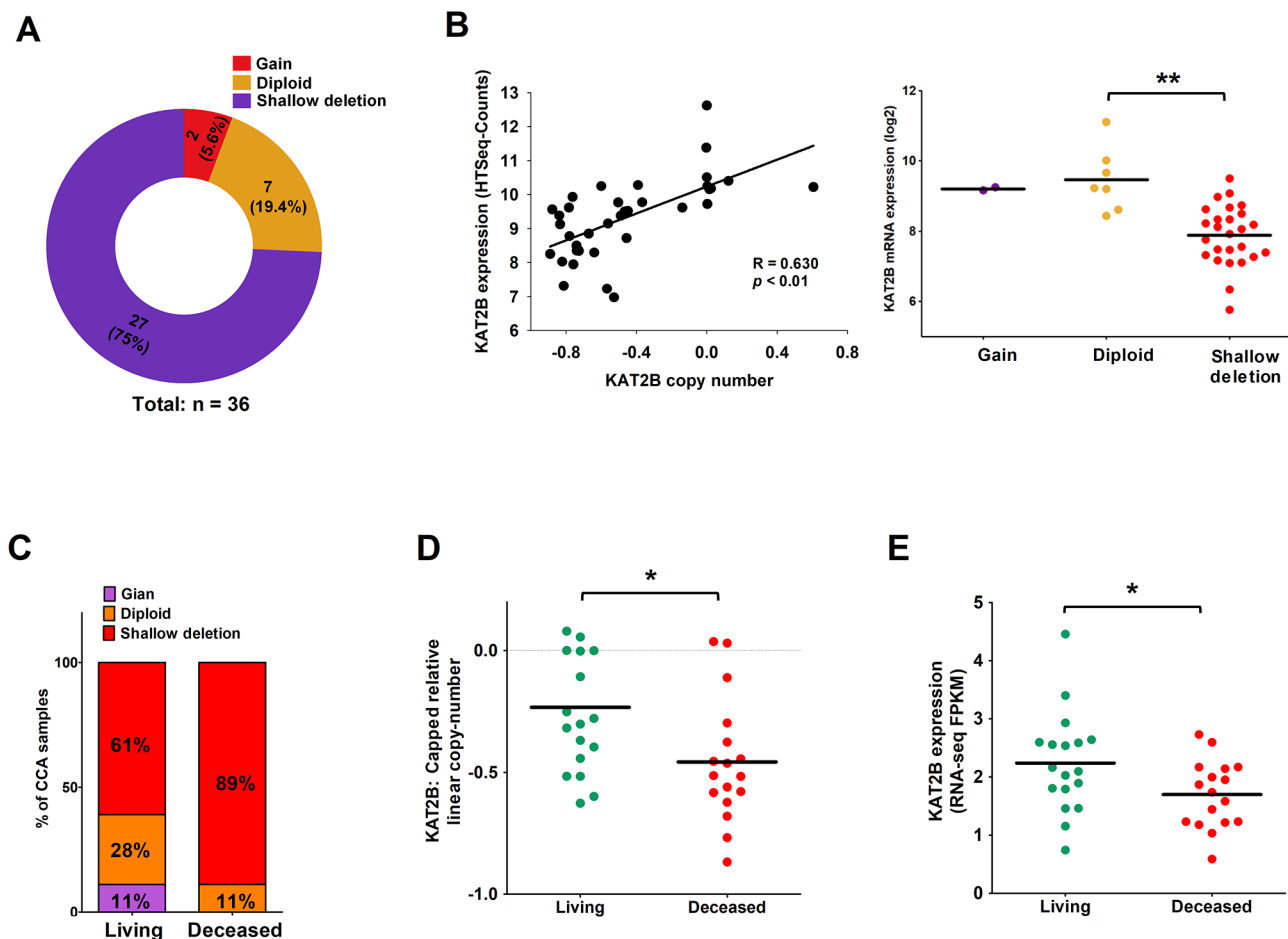 A
Gain
Diploid
Shallow deletion
2
(5.6%)
7
(19.4%)
27
(75%)
Total: n = 36
B
KAT2B expression (HTSeq-Counts)
13
12
11
10
9
8
7
6
-0.8
-0.4
0.0
0.4
0.8
KAT2B copy number
R = 0.630
p < 0.01
KAT2B mRNA expression (log2)
12
10
8
6
**
Gain
Diploid
Shallow
deletion
C
Gian
Diploid
Shallow deletion
% of CCA samples
100
50
0
61%
28%
11%
89%
11%
Living
Deceased
D
KAT2B: Capped relative
linear copy-number
0.0
-0.5
-1.0
*
Living
Deceased
E
KAT2B expression
(RNA-seq FPKM)
5
4
3
2
1
0
*
Living
Deceased